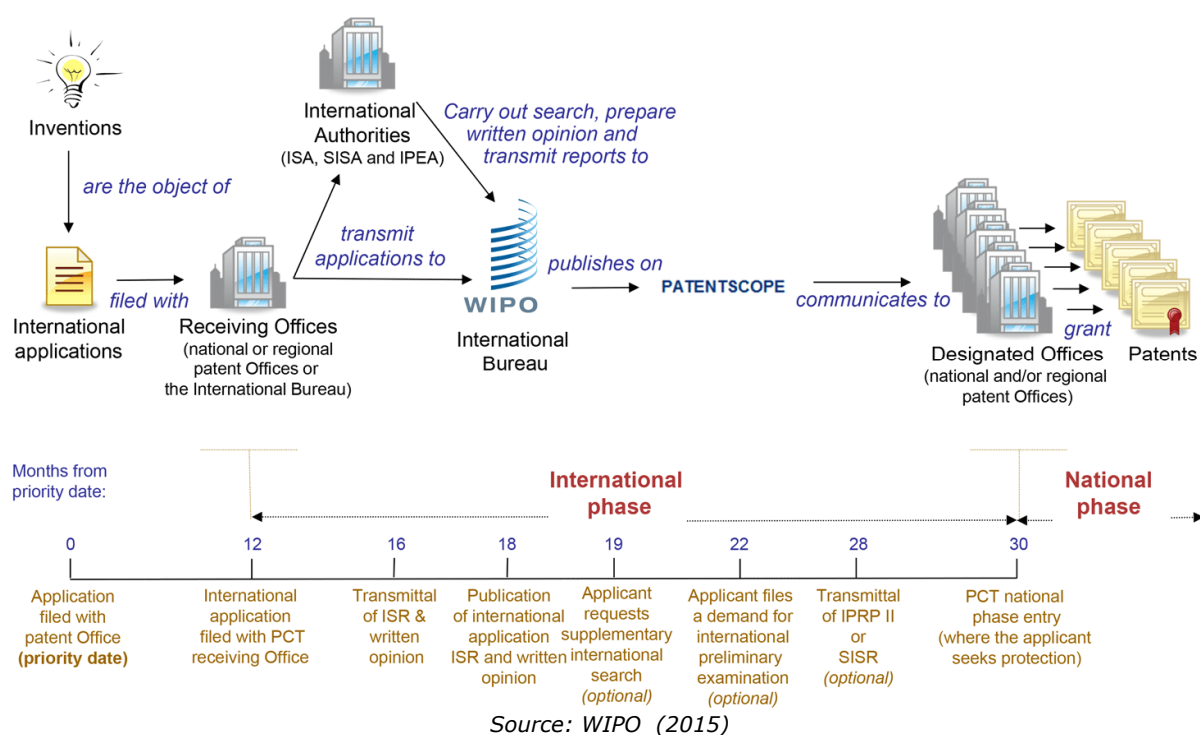 Inventions
are the object of
International
applications
filed with
Receiving Offices
(national or regional
patent Offices or
the International Bureau)
International
Authorities
(ISA, SISA and IPEA)
transmit
applications to
Carry out search, prepare
written opinion and
transmit reports to
WIPO
International
Bureau
publishes on
PATENTSCOPE
communicates to
Designated Offices
(national and/or regional
patent Offices)
grant
Patents
Months from
priority date:
International
phase
National
phase
0
12
16
18
19
22
28
30
Application
filed with
patent Office
(priority date)
International
application
filed with PCT
receiving Office
Transmittal
of ISR &
written
opinion
Publication
of international
application
ISR and written
opinion
Applicant
requests
supplementary
international
search
(optional)
Applicant files
a demand for
international
preliminary
examination
(optional)
Transmittal
of IPRP II
or
SISR
(optional)
PCT national
phase entry
(where the applicant
seeks protection)
Source: WIPO (2015)